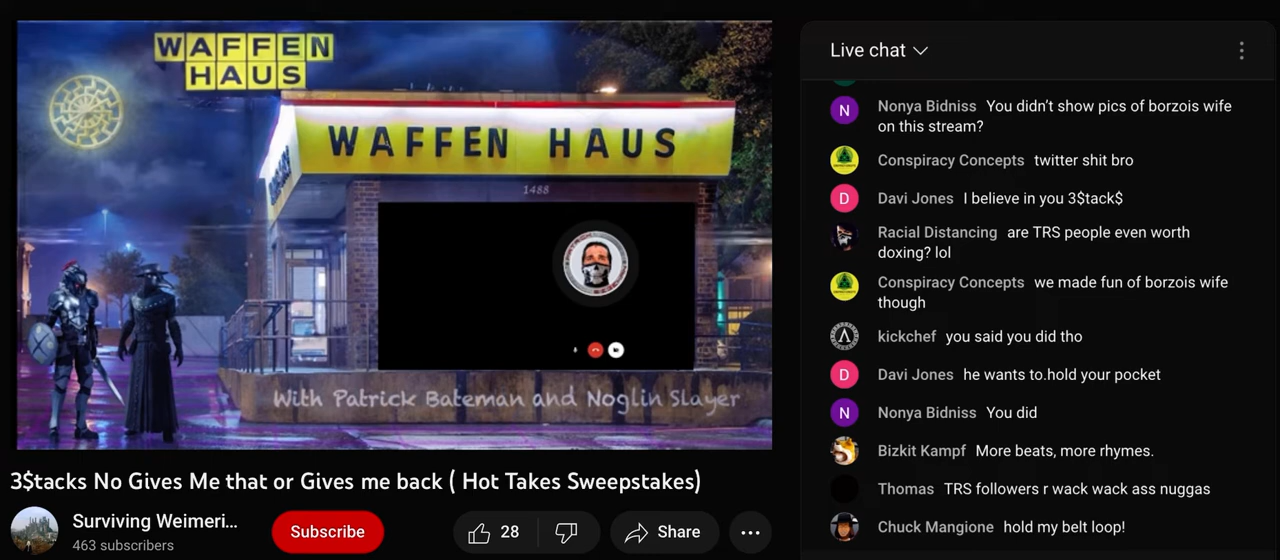 WAFFEN
HAUS
WAFFEN HAUS
1488
With Patrick Bateman and Noglin Slayer
3$tacks No Gives Me that or Gives me back ( Hot Takes Sweepstakes)
Surviving Weimeri...
463 subscribers
Subscribe
28
Share
Live chat
Nonya Bidniss You didn’t show pics of borzois wife
on this stream?
Conspiracy Concepts twitter shit bro
Davi Jones I believe in you 3$tack$
Racial Distancing are TRS people even worth
doxing? lol
Conspiracy Concepts we made fun of borzois wife
though
kickchef you said you did tho
Davi Jones he wants to.hold your pocket
Nonya Bidniss You did
Bizkit Kampf More beats, more rhymes.
Thomas TRS followers r wack wack ass nuggas
Chuck Mangione hold my belt loop!
N
D
D
N